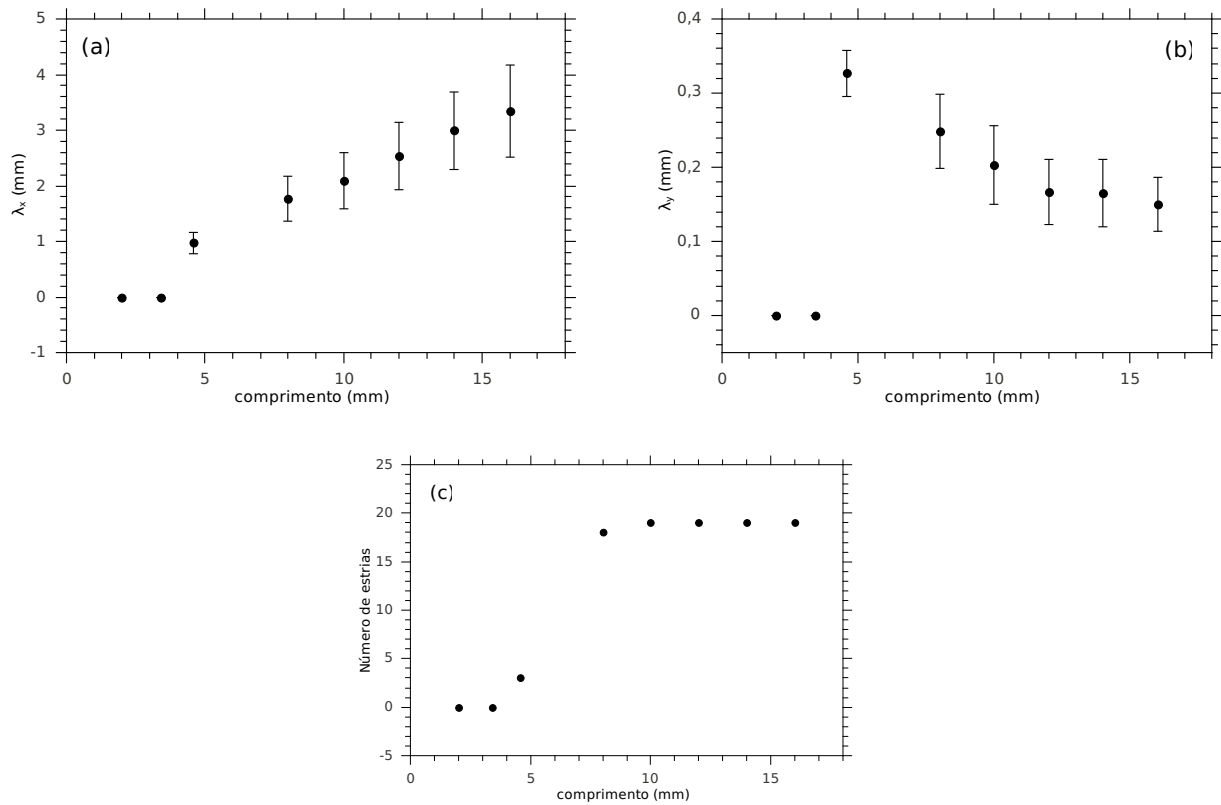 (a)
5
4
3
2
1
0
-1
λx (mm)
0 5 10 15
comprimento (mm)
(b)
0,4
0,3
0,2
0,1
0
λy (mm)
0 5 10 15
comprimento (mm)
(c)
25
20
15
10
5
0
-5
Número de estrias
0 5 10 15
comprimento (mm)